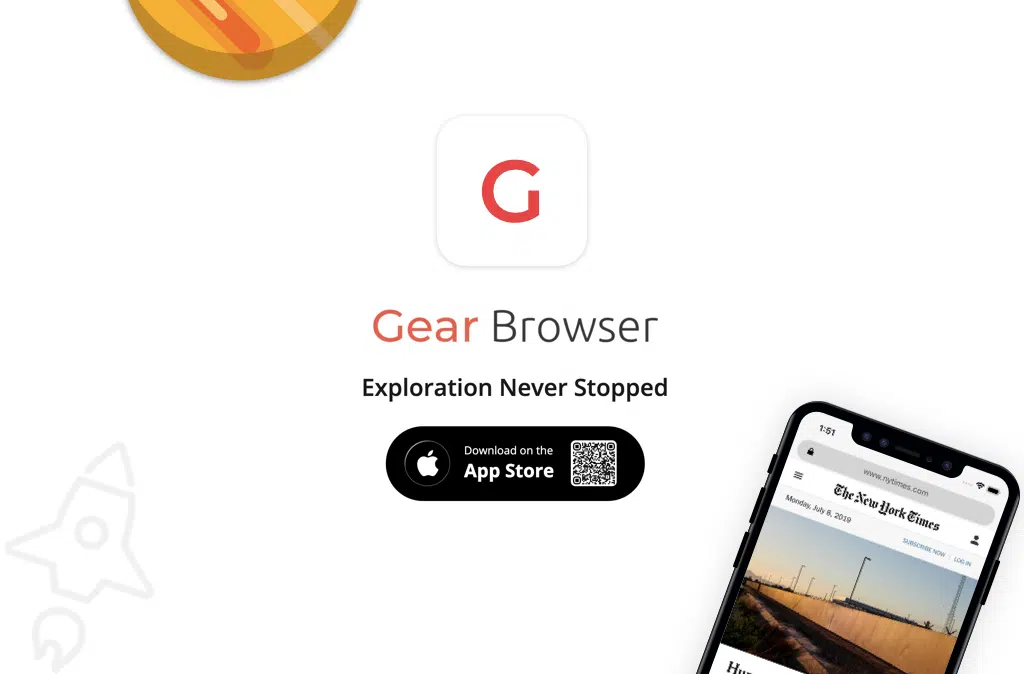 G
Gear Browser
Exploration Never Stopped
Download on the
App Store
1:51
www.nytimes.com
The New York Times
Monday, July 8, 2019
SUBSCRIBE NOW
LOG IN